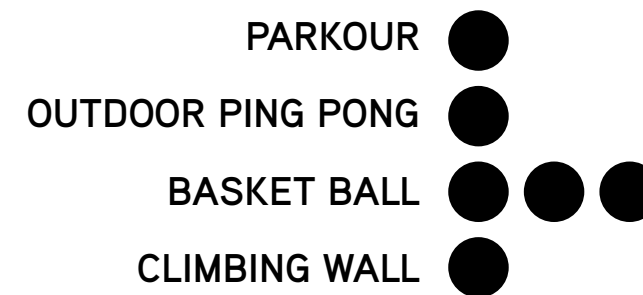 PARKOUR
OUTDOOR PING PONG
BASKET BALL
CLIMBING WALL